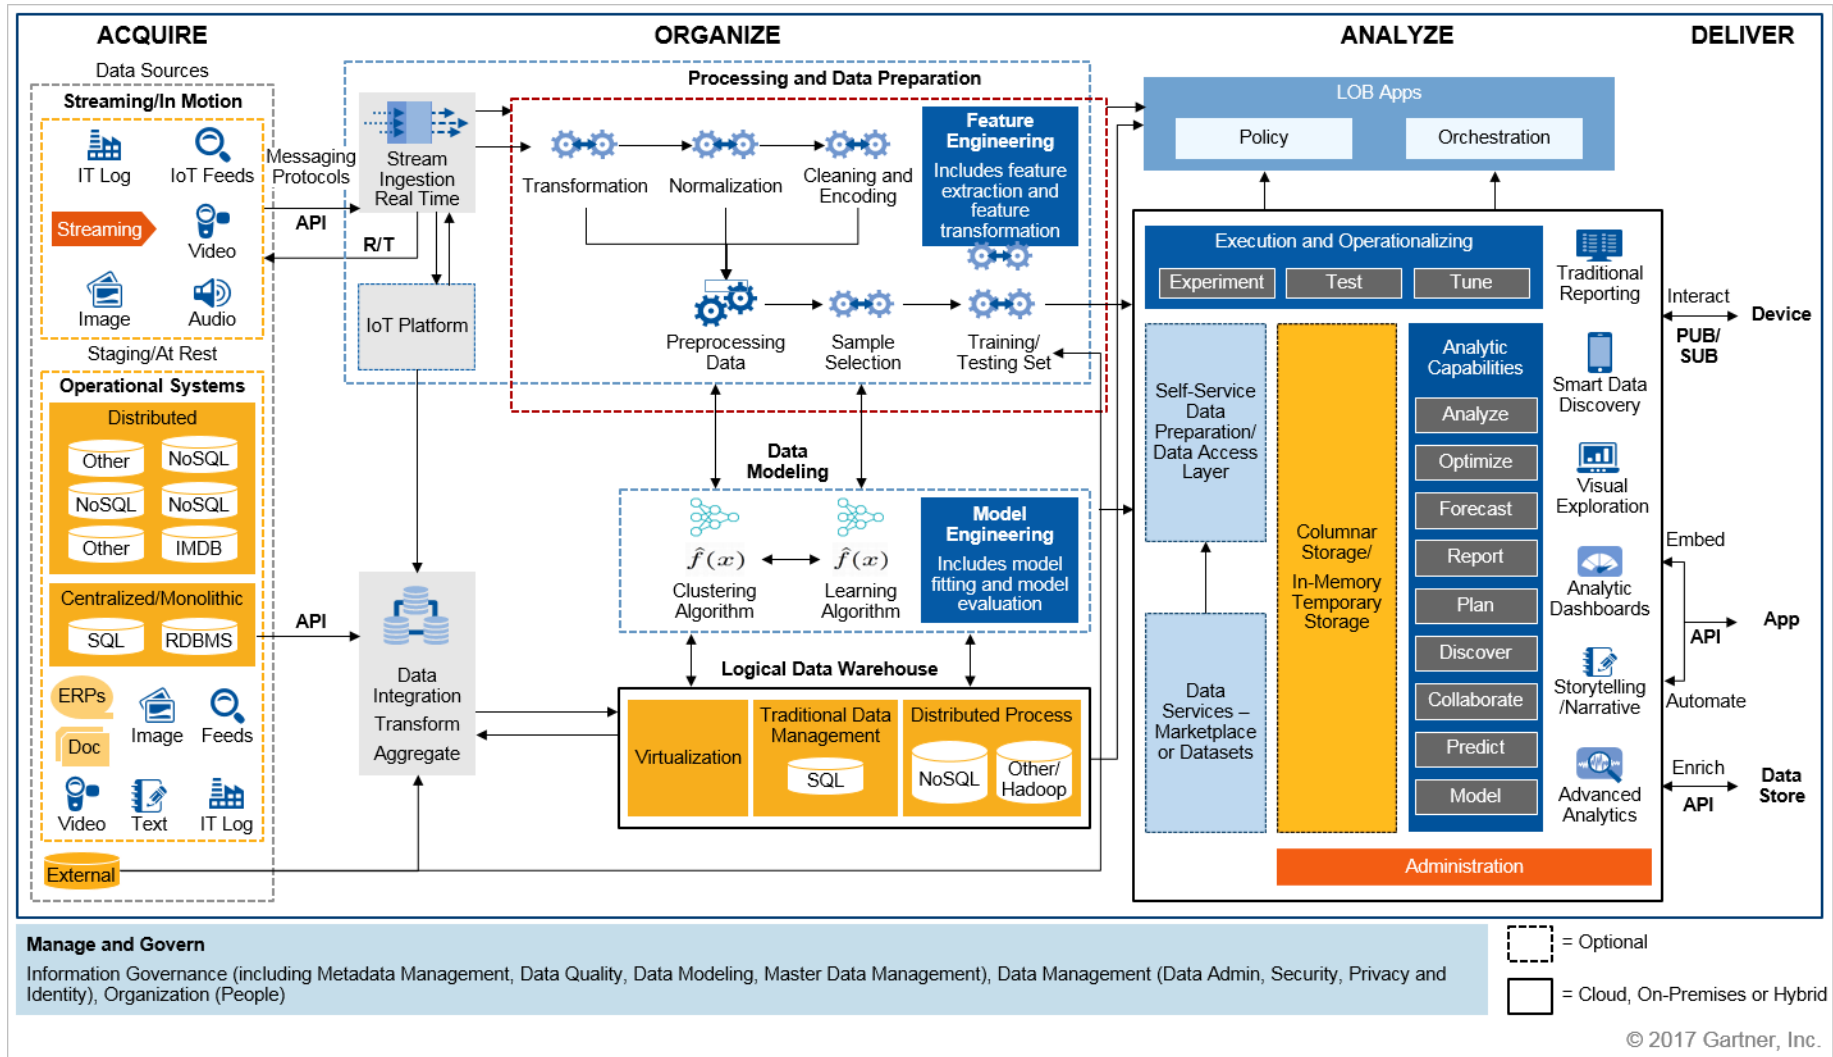 ACQUIRE
ORGANIZE
ANALYZE
DELIVER
Data Sources
Streaming/In Motion
IT Log
IoT Feeds
Streaming
Video
Image
Audio
Staging/At Rest
Operational Systems
Distributed
Other
NoSQL
NoSQL
NoSQL
Other
IMDB
Centralized/Monolithic
SQL
RDBMS
ERPs
Doc
Image
Feeds
Video
Text
IT Log
External
Messaging
Protocols
API
R/T
API
Processing and Data Preparation
Stream
Ingestion
Real Time
IoT Platform
Data
Integration
Transform
Aggregate
Transformation
Normalization
Cleaning and
Encoding
Feature
Engineering
Includes feature
extraction and
feature
transformation
Preprocessing
Data
Sample
Selection
Training/
Testing Set
Data
Modeling
f̂(x)
Clustering
Algorithm
f̂(x)
Learning
Algorithm
Model
Engineering
Includes model
fitting and model
evaluation
Logical Data Warehouse
Virtualization
Traditional Data
Management
SQL
Distributed Process
NoSQL
Other/
Hadoop
LOB Apps
Policy
Orchestration
Execution and Operationalizing
Experiment
Test
Tune
Self-Service
Data
Preparation/
Data Access
Layer
Data
Services –
Marketplace
or Datasets
Columnar
Storage/
In-Memory
Temporary
Storage
Analytic
Capabilities
Analyze
Optimize
Forecast
Report
Plan
Discover
Collaborate
Predict
Model
Traditional
Reporting
Smart Data
Discovery
Visual
Exploration
Analytic
Dashboards
Storytelling
/Narrative
Advanced
Analytics
Administration
Interact
PUB/
SUB
Device
Embed
API
App
Automate
Enrich
API
Data
Store
Manage and Govern
Information Governance (including Metadata Management, Data Quality, Data Modeling, Master Data Management), Data Management (Data Admin, Security, Privacy and
Identity), Organization (People)
= Optional
= Cloud, On-Premises or Hybrid
© 2017 Gartner, Inc.